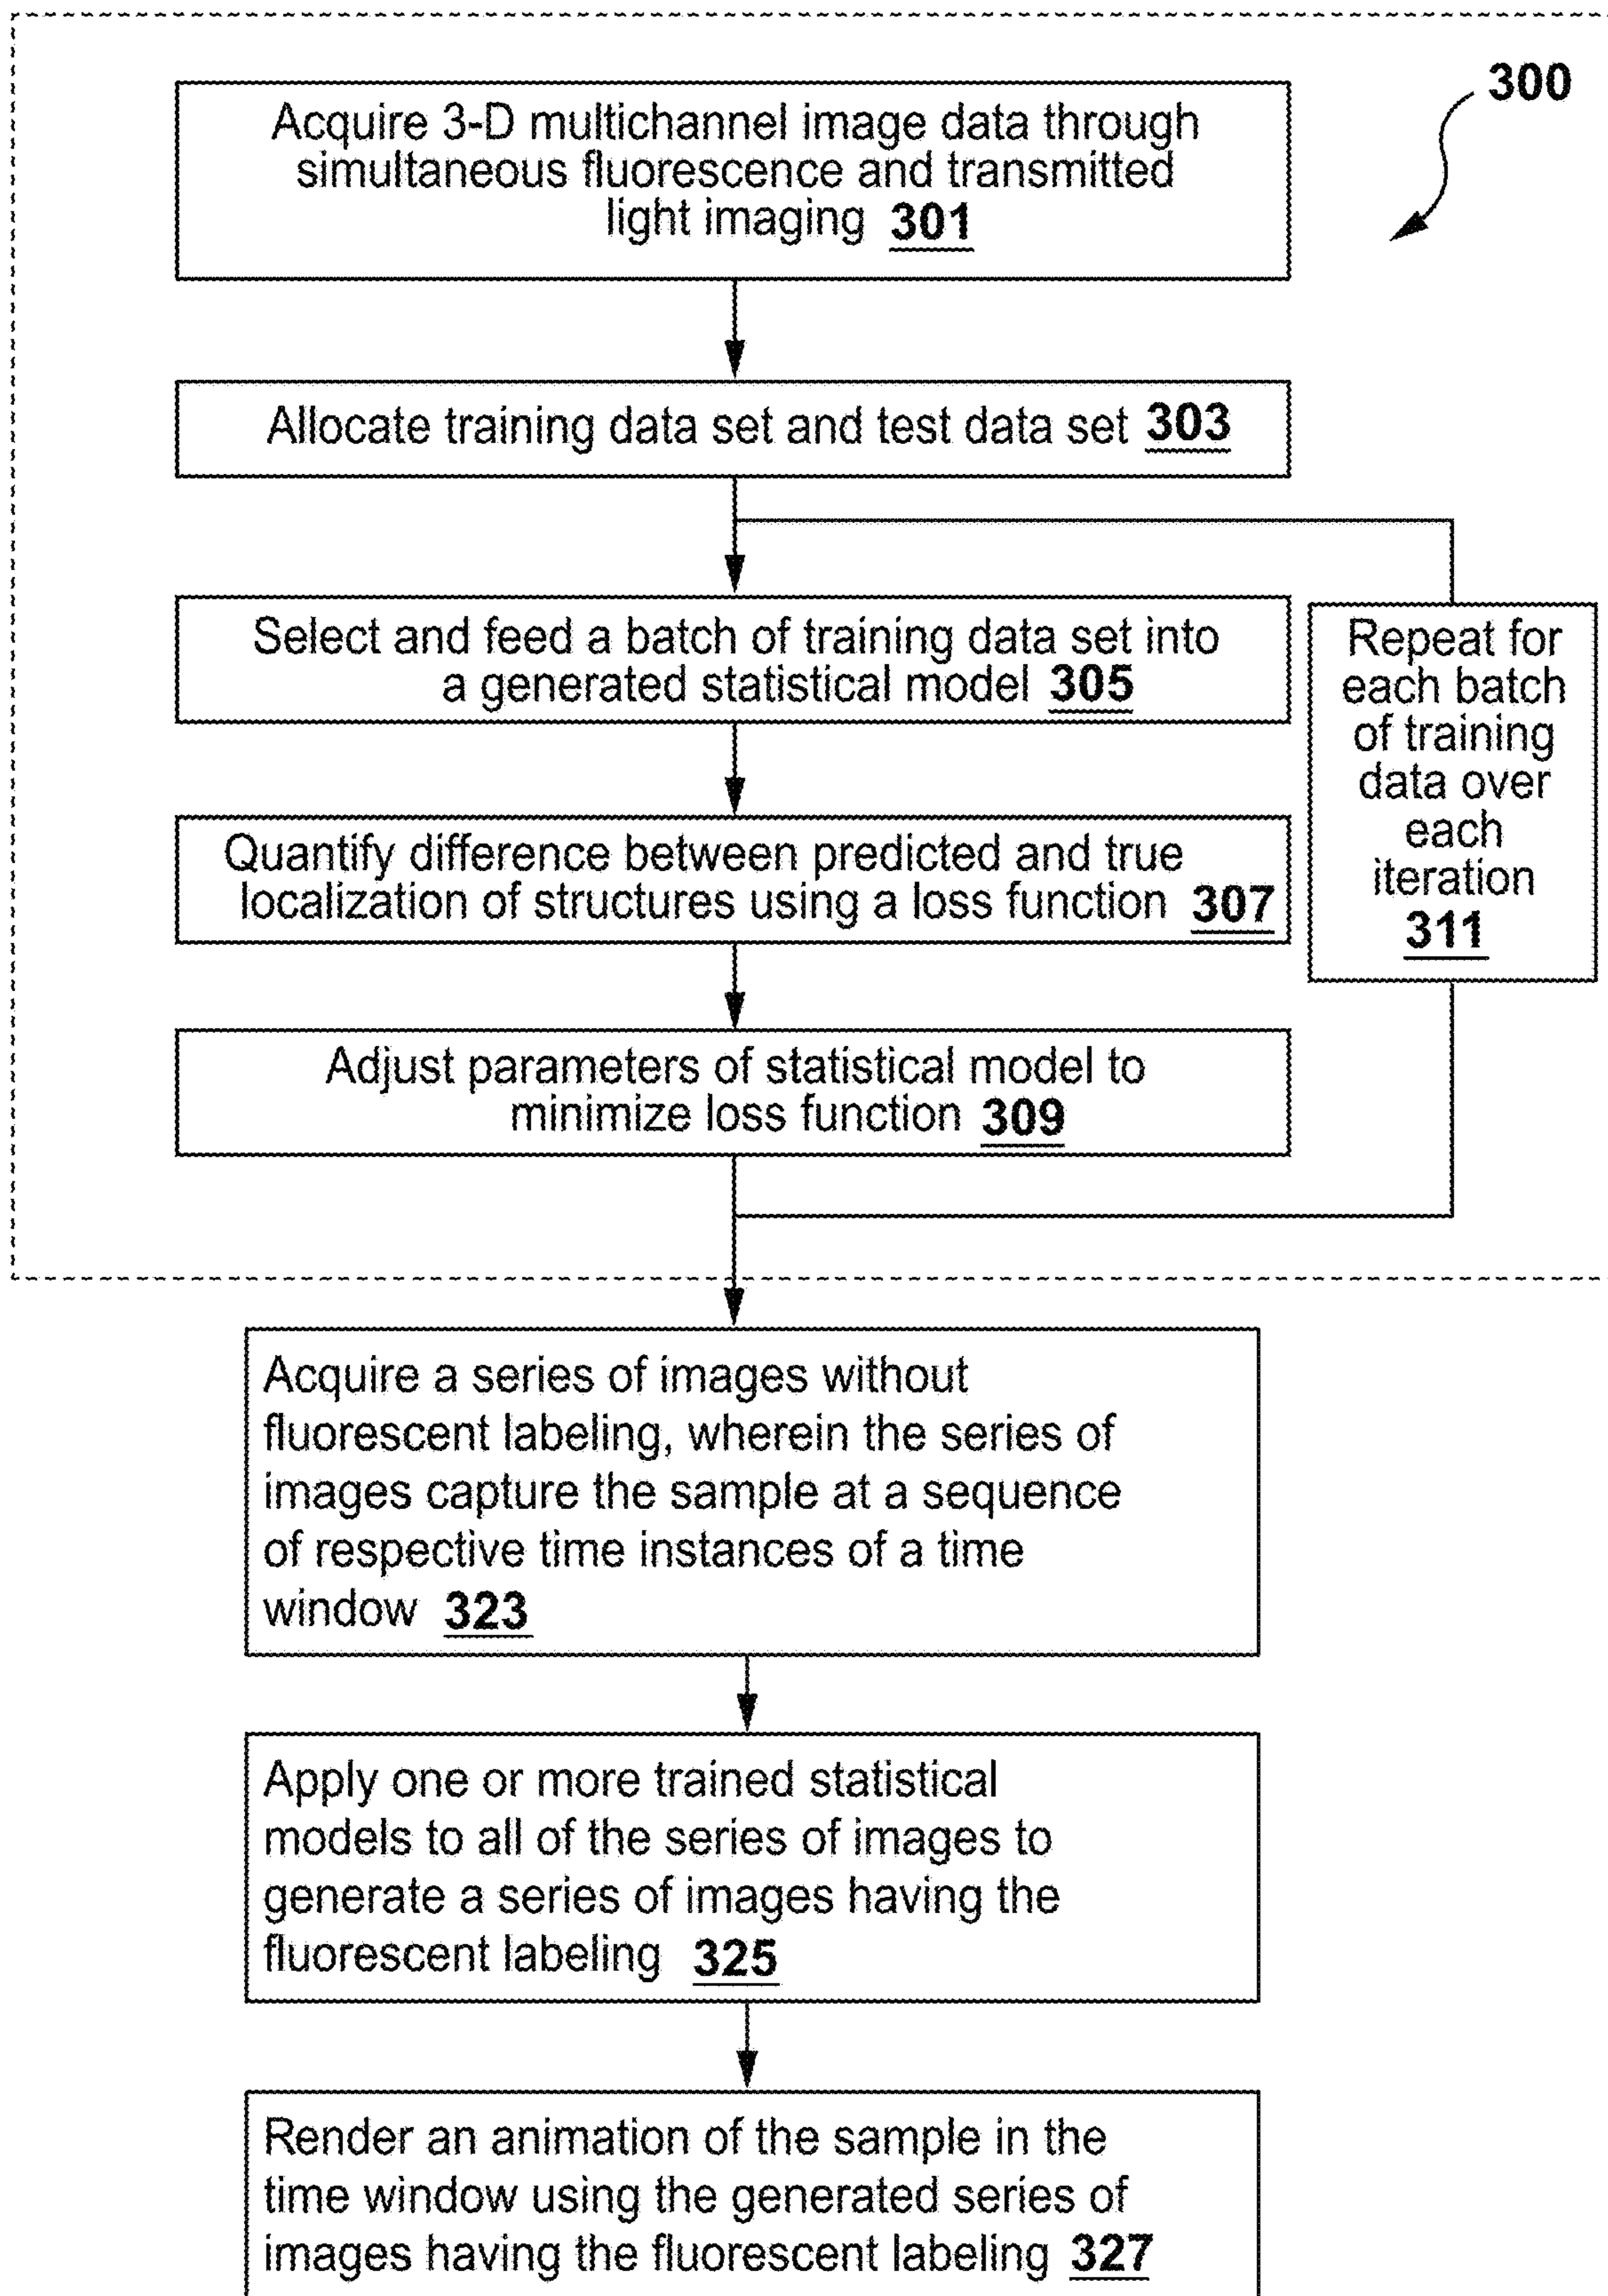 300
Acquire 3-D multichannel image data through
simultaneous fluorescence and transmitted
light imaging 301
Allocate training data set and test data set 303
Select and feed a batch of training data set into
a generated statistical model 305
Quantify difference between predicted and true
localization of structures using a loss function 307
Adjust parameters of statistical model to
minimize loss function 309
Repeat for
each batch
of training
data over
each
iteration
311
Acquire a series of images without
fluorescent labeling, wherein the series of
images capture the sample at a sequence
of respective time instances of a time
window 323
Apply one or more trained statistical
models to all of the series of images to
generate a series of images having the
fluorescent labeling 325
Render an animation of the sample in the
time window using the generated series of
images having the fluorescent labeling 327